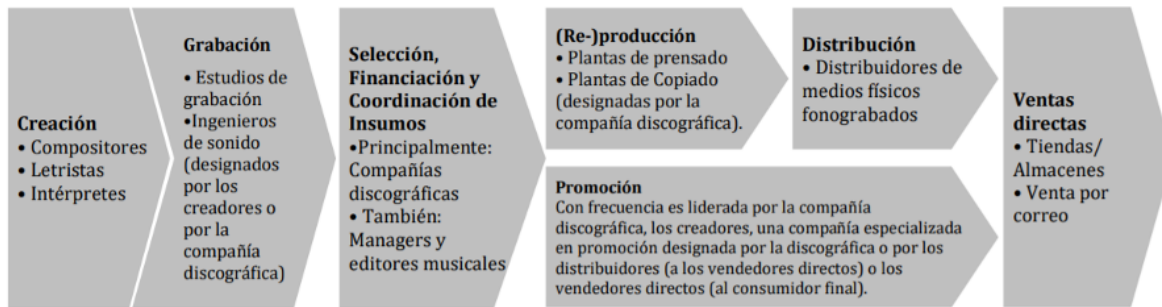 Creación
• Compositores
• Letristas
• Intérpretes
Grabación
• Estudios de
grabación
•Ingenieros
de sonido
(designados
por los
creadores o
por la
compañía
discográfica)
Selección,
Financiación y
Coordinación de
Insumos
•Principalmente:
Compañías
discográficas
• También:
Managers y
editores musicales
(Re-)producción
• Plantas de prensado
• Plantas de Copiado
(designadas por la
compañía discográfica).
Distribución
• Distribuidores de
medios físicos
fonograbados
Promoción
Con frecuencia es liderada por la compañía
discográfica, los creadores, una compañía especializada
en promoción designada por la discográfica o por los
distribuidores (a los vendedores directos) o los
vendedores directos (al consumidor final).
Ventas
directas
• Tiendas/
Almacenes
• Venta por
correo